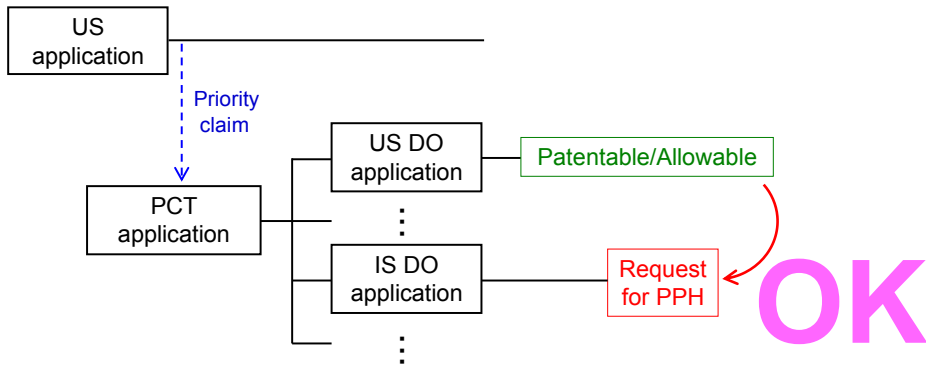 US
application
Priority
claim
US DO
application
Patentable/Allowable
PCT
application
⋮
IS DO
application
Request
for PPH
OK
⋮